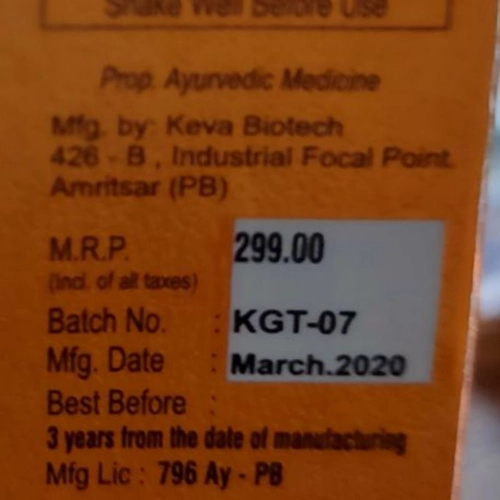 Shake Well Before Use
Prop. Ayurvedic Medicine
Mfg. by: Keva Biotech
426 - B , Industrial Focal Point.
Amritsar (PB)
M.R.P. 299.00
(Incl. of all taxes)
Batch No. : KGT-07
Mfg. Date : March.2020
Best Before :
3 years from the date of manufacturing
Mfg Lic : 796 Ay - PB